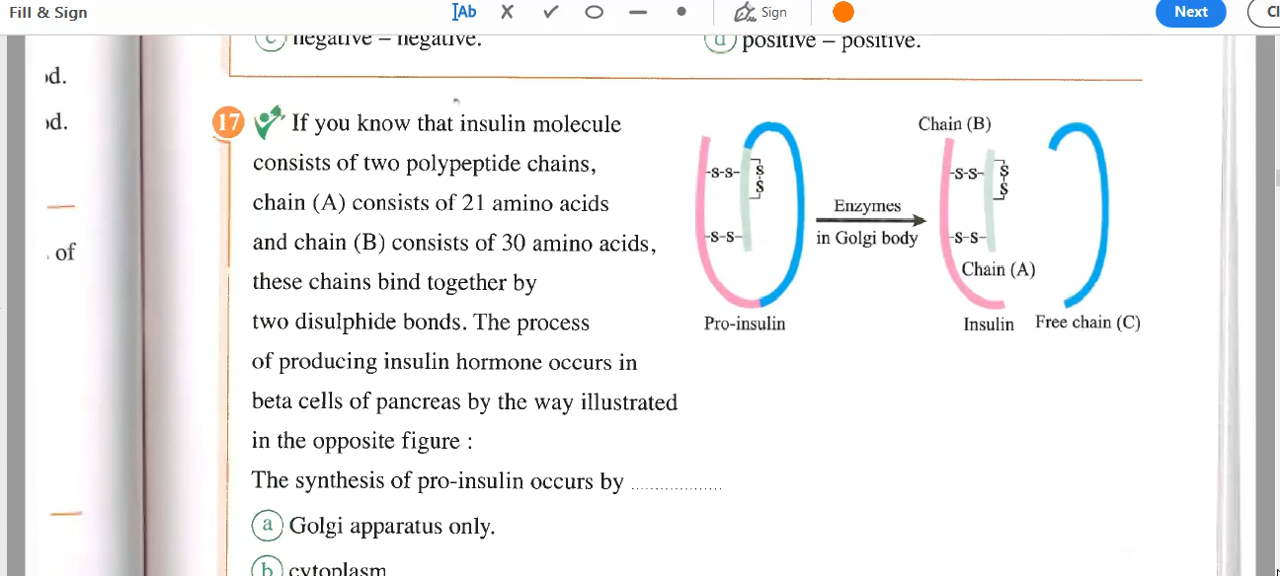 Fill & Sign
Ab
Sign
Next
Cl
c negative – negative.
d positive – positive.
d.
d.
of
17 If you know that insulin molecule
consists of two polypeptide chains,
chain (A) consists of 21 amino acids
and chain (B) consists of 30 amino acids,
these chains bind together by
two disulphide bonds. The process
of producing insulin hormone occurs in
beta cells of pancreas by the way illustrated
in the opposite figure :
The synthesis of pro-insulin occurs by ..................
a Golgi apparatus only.
b cytoplasm
-S-S-
S
S
-S-S-
Pro-insulin
Enzymes
in Golgi body
Chain (B)
-S-S-
S
S
-S-S-
Chain (A)
Insulin
Free chain (C)